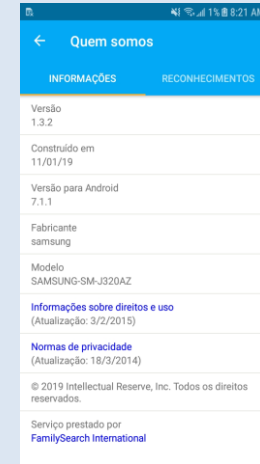 1% 8:21 AM
Quem somos
INFORMAÇÕES RECONHECIMENTOS
Versão
1.3.2
Construído em
11/01/19
Versão para Android
7.1.1
Fabricante
samsung
Modelo
SAMSUNG-SM-J320AZ
Informações sobre direitos e uso
(Atualização: 3/2/2015)
Normas de privacidade
(Atualização: 18/3/2014)
© 2019 Intellectual Reserve, Inc. Todos os direitos
reservados.
Serviço prestado por
FamilySearch International